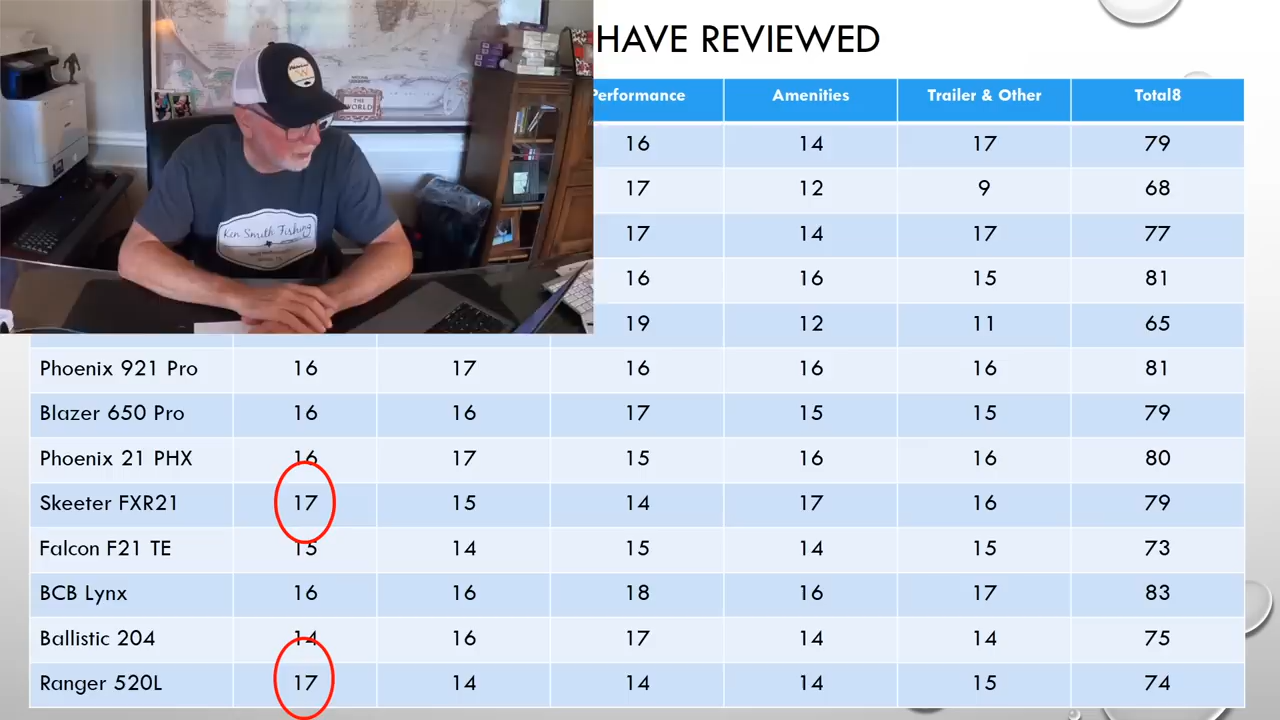 HAVE REVIEWED
Performance Amenities Trailer & Other Total8
16 14 17 79
17 12 9 68
17 14 17 77
16 16 15 81
19 12 11 65
Phoenix 921 Pro 16 17 16 16 16 81
Blazer 650 Pro 16 16 17 15 15 79
Phoenix 21 PHX 16 17 15 16 16 80
Skeeter FXR21 17 15 14 17 16 79
Falcon F21 TE 15 14 15 14 15 73
BCB Lynx 16 16 18 16 17 83
Ballistic 204 14 16 17 14 14 75
Ranger 520L 17 14 14 14 15 74
THE
WORLD
Ken Smith Fishing